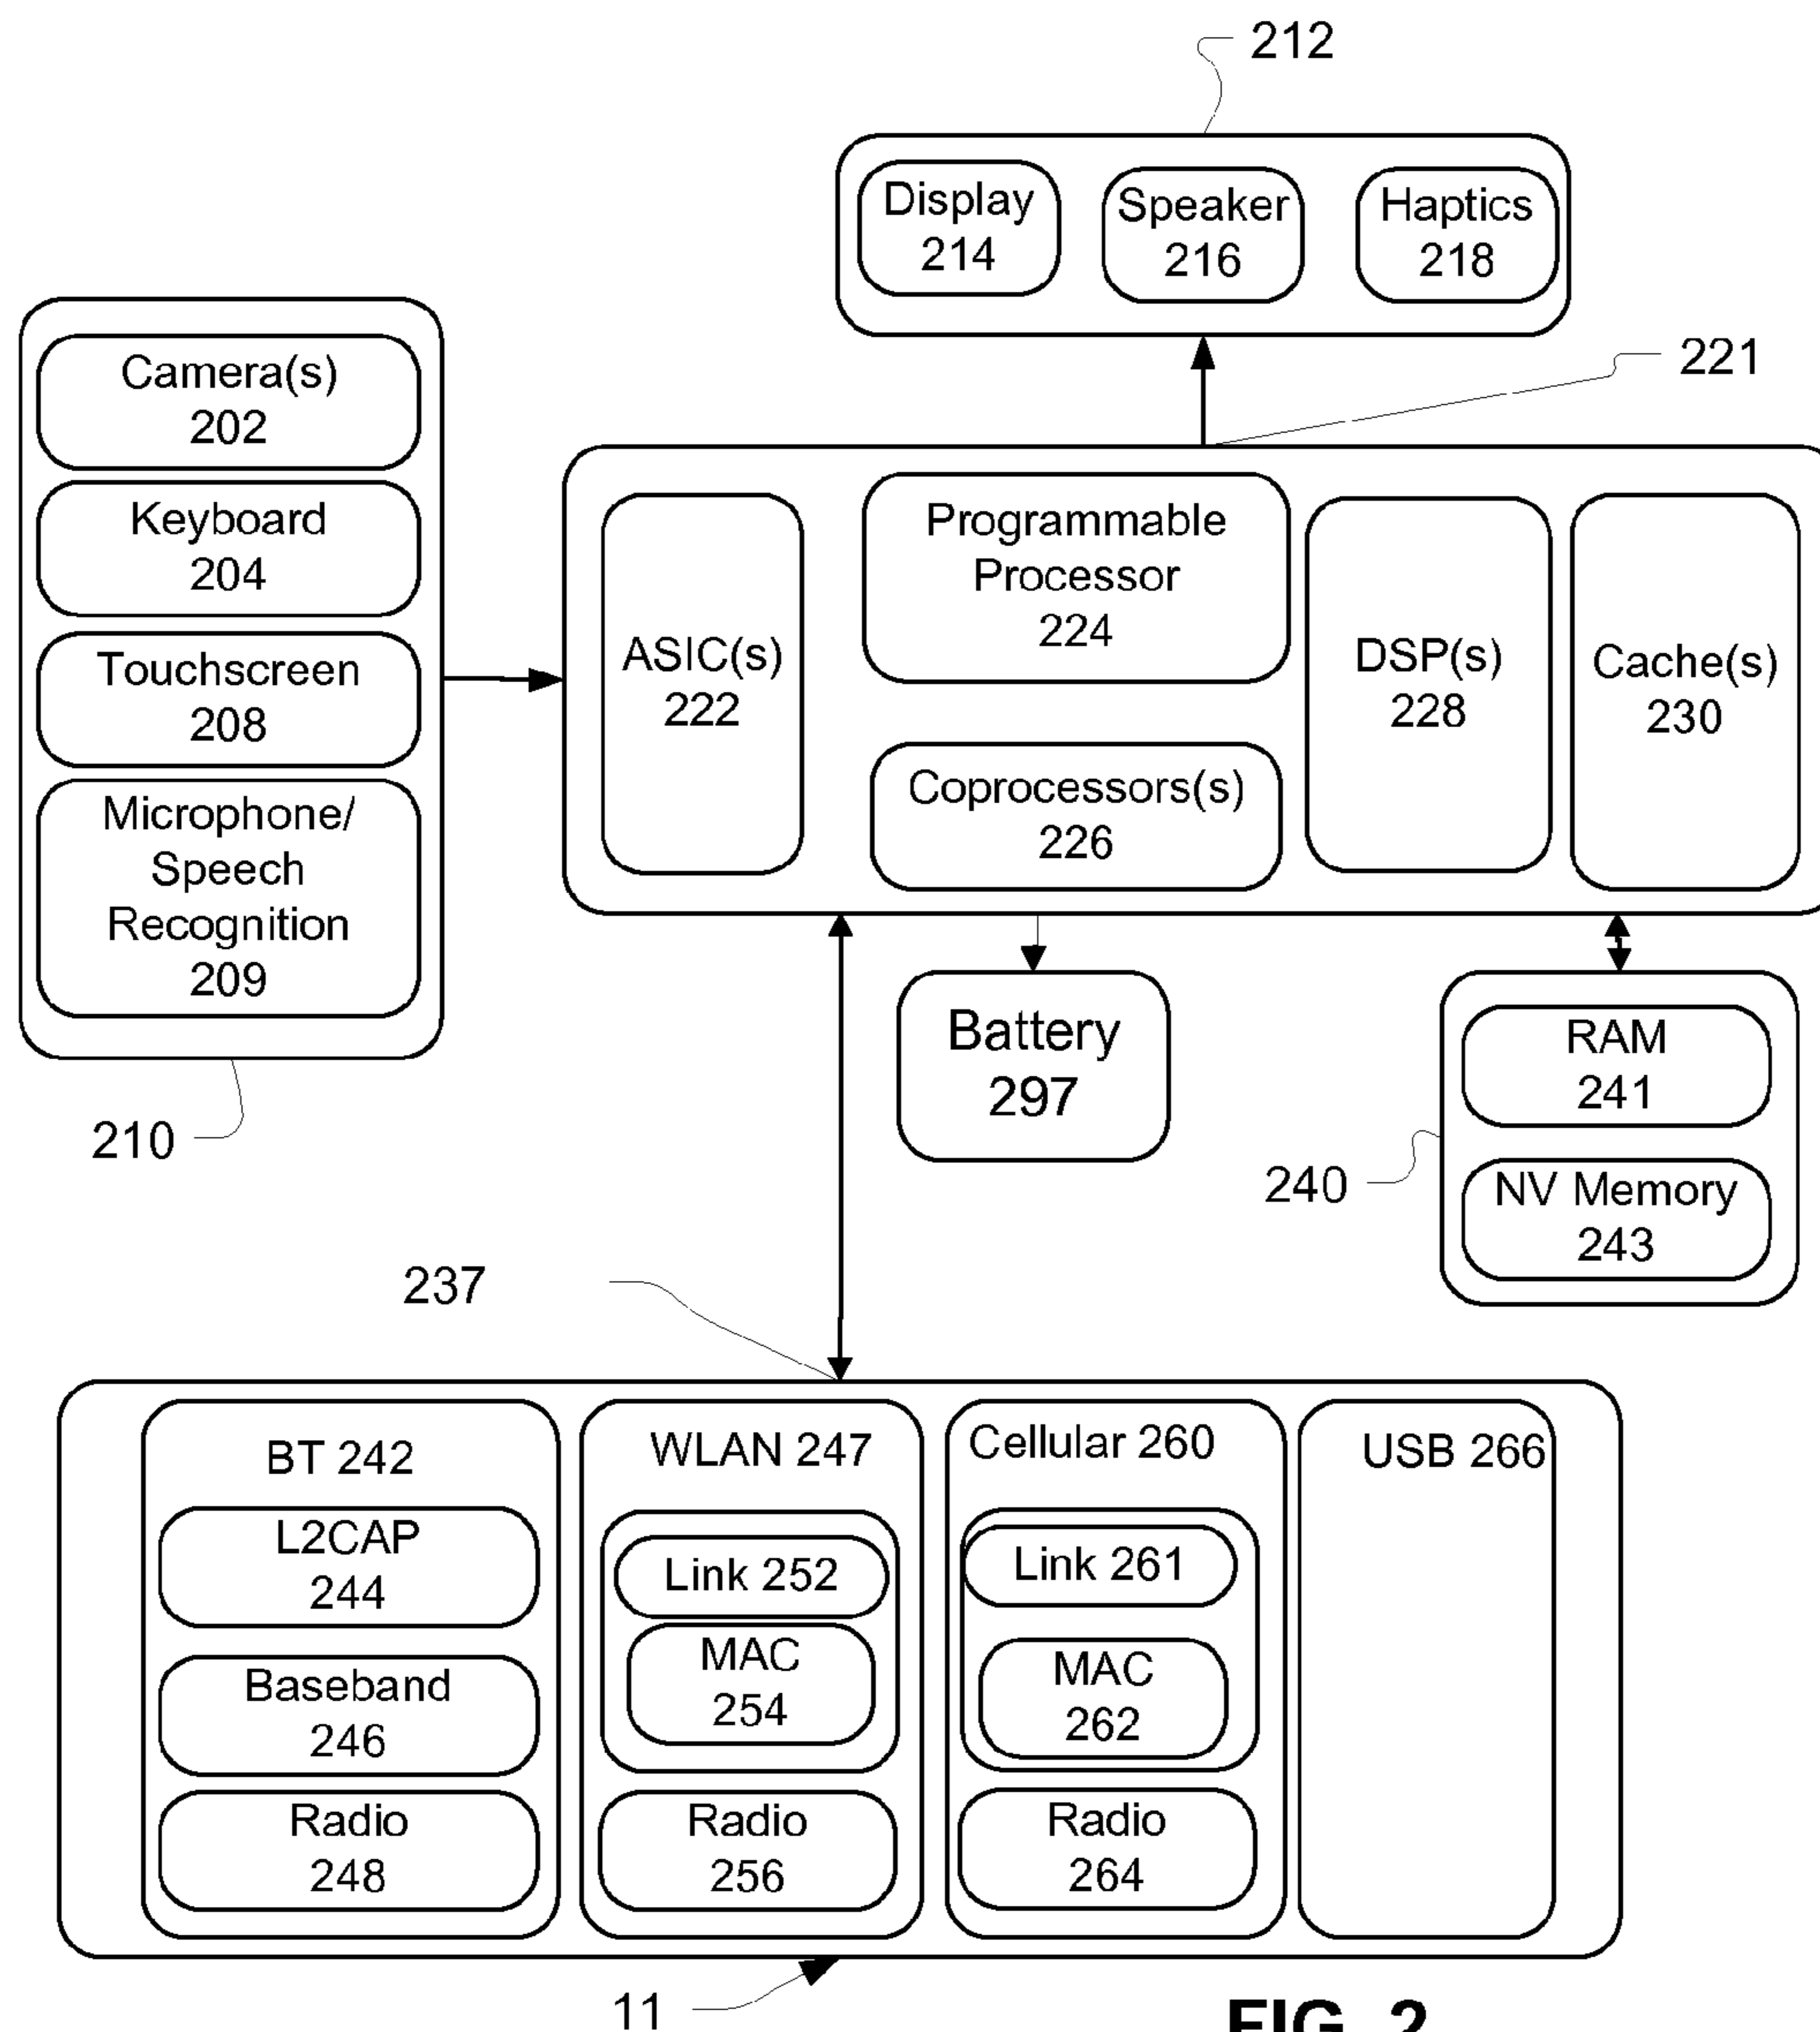 212
Display
214
Speaker
216
Haptics
218
221
Camera(s)
202
Keyboard
204
Touchscreen
208
Microphone/
Speech
Recognition
209
210
ASIC(s)
222
Programmable
Processor
224
Coprocessors(s)
226
DSP(s)
228
Cache(s)
230
Battery
297
RAM
241
NV Memory
243
240
237
BT 242
L2CAP
244
Baseband
246
Radio
248
WLAN 247
Link 252
MAC
254
Radio
256
Cellular 260
Link 261
MAC
262
Radio
264
USB 266
11
FIG. 2